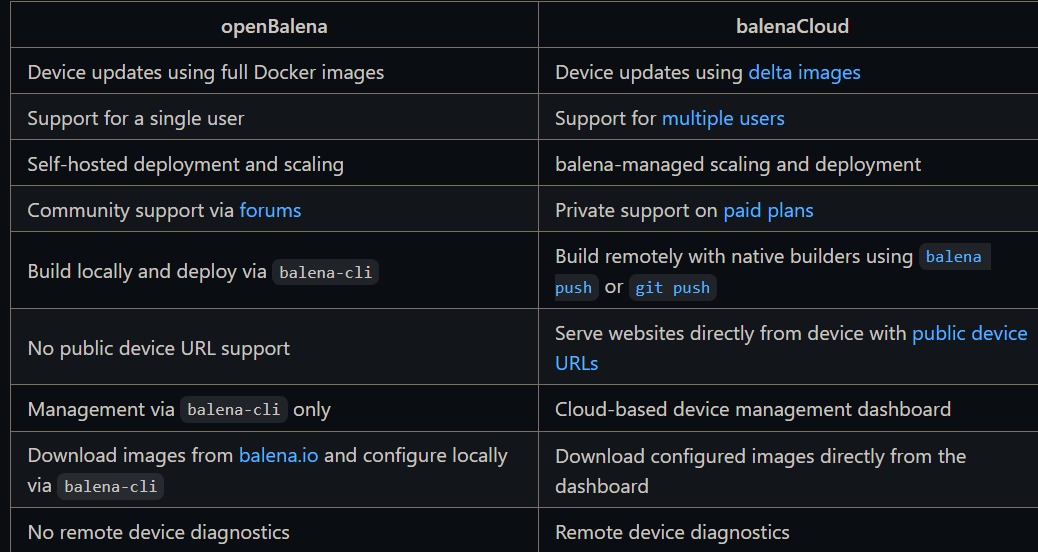 openBalena
balenaCloud
Device updates using full Docker images
Device updates using delta images
Support for a single user
Support for multiple users
Self-hosted deployment and scaling
balena-managed scaling and deployment
Community support via forums
Private support on paid plans
Build locally and deploy via balena-cli
Build remotely with native builders using balena
push or git push
No public device URL support
Serve websites directly from device with public device
URLs
Management via balena-cli only
Cloud-based device management dashboard
Download images from balena.io and configure locally
via balena-cli
Download configured images directly from the
dashboard
No remote device diagnostics
Remote device diagnostics